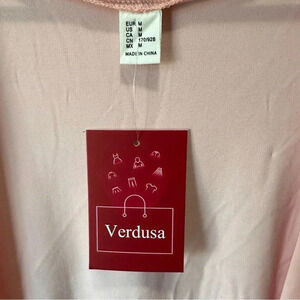 EUR M
US M
CA M
CN 170/92B
MX M
MADE IN CHINA
Verdusa